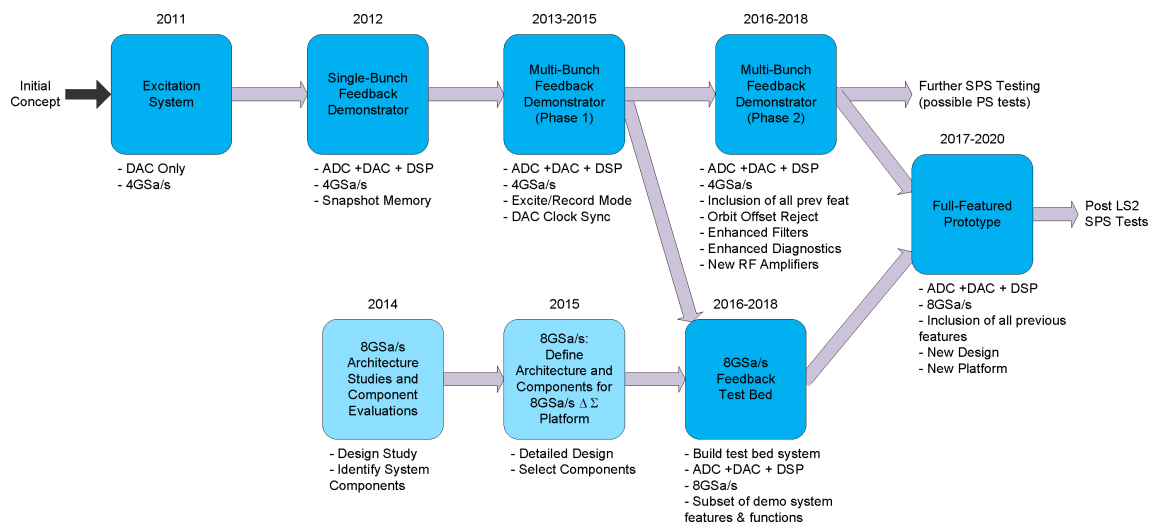 2011
2012
2013-2015
2016-2018
Initial
Concept
Excitation
System
Single-Bunch
Feedback
Demonstrator
Multi-Bunch
Feedback
Demonstrator
(Phase 1)
Multi-Bunch
Feedback
Demonstrator
(Phase 2)
Further SPS Testing
(possible PS tests)
- DAC Only
- 4GSa/s
- ADC +DAC + DSP
- 4GSa/s
- Snapshot Memory
- ADC +DAC + DSP
- 4GSa/s
- Excite/Record Mode
- DAC Clock Sync
- ADC +DAC + DSP
- 4GSa/s
- Inclusion of all prev feat
- Orbit Offset Reject
- Enhanced Filters
- Enhanced Diagnostics
- New RF Amplifiers
2017-2020
Full-Featured
Prototype
Post LS2
SPS Tests
- ADC +DAC + DSP
- 8GSa/s
- Inclusion of all previous
features
- New Design
- New Platform
2014
2015
2016-2018
8GSa/s
Architecture
Studies and
Component
Evaluations
8GSa/s:
Define
Architecture and
Components for
8GSa/s Δ Σ
Platform
8GSa/s
Feedback
Test Bed
- Design Study
- Identify System
Components
- Detailed Design
- Select Components
- Build test bed system
- ADC +DAC + DSP
- 8GSa/s
- Subset of demo system
features & functions